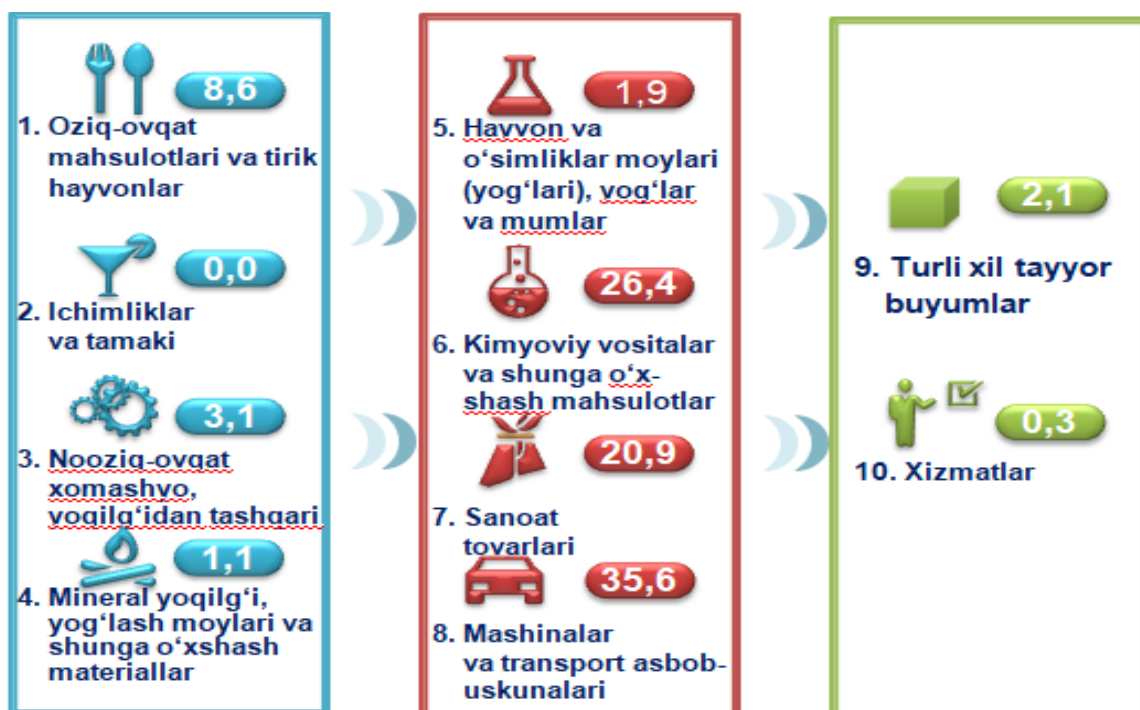 8,6
1. Oziq-ovqat
mahsulotlari va tirik
hayvonlar
0,0
2. Ichimliklar
va tamaki
3,1
3. Nooziq-ovqat
xomashyo,
yoqilg‘idan tashqari
1,1
4. Mineral yoqilg‘i,
yog‘lash moylari va
shunga o‘xshash
materiallar
1,9
5. Havvon va
o‘simliklar moylari
(yog‘lari), yog‘lar
va mumlar
26,4
6. Kimyoviy vositalar
va shunga o‘x-
shash mahsulotlar
20,9
7. Sanoat
tovarlari
35,6
8. Mashinalar
va transport asbob-
uskunalari
2,1
9. Turli xil tayyor
buyumlar
0,3
10. Xizmatlar